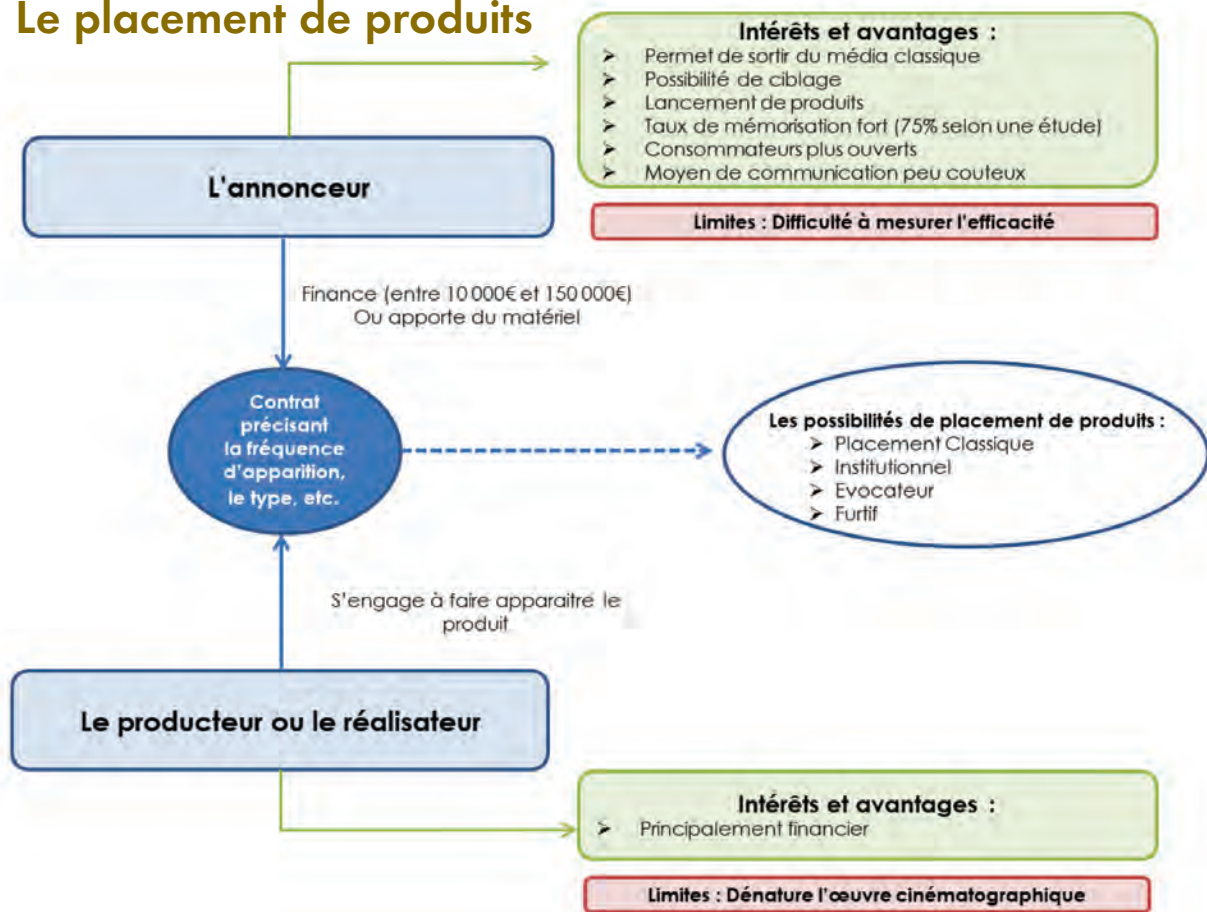 Le placement de produits
Intérêts et avantages :
➤ Permet de sortir du média classique
➤ Possibilité de ciblage
➤ Lancement de produits
➤ Taux de mémorisation fort (75% selon une étude)
➤ Consommateurs plus ouverts
➤ Moyen de communication peu couteux
L'annonceur
Limites : Difficulté à mesurer l'efficacité
Finance (entre 10 000€ et 150 000€)
Ou apporte du matériel
Contrat
précisant
la fréquence
d'apparition,
le type, etc.
Les possibilités de placement de produits :
➤ Placement Classique
➤ Institutionnel
➤ Evocateur
➤ Furtif
S'engage à faire apparaitre le
produit
Le producteur ou le réalisateur
Intérêts et avantages :
➤ Principalement financier
Limites : Dénature l'œuvre cinématographique